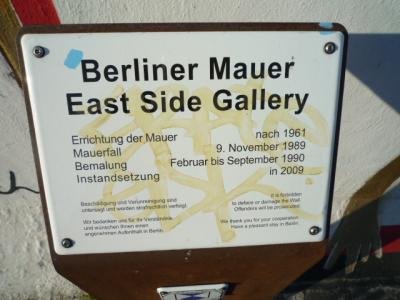 Berliner Mauer
East Side Gallery
Errichtung der Mauer nach 1961
Mauerfall 9. November 1989
Bemalung Februar bis September 1990
Instandsetzung in 2009
Beschädigung und Verunreinigung sind
untersagt und werden strafrechtlich verfolgt.
Wir bedanken uns für Ihr Verständnis
und wünschen Ihnen einen
angenehmen Aufenthalt in Berlin.
It is forbidden
to deface or damage the Wall.
Offenders will be prosecuted.
We thank you for your cooperation.
Have a pleasant stay in Berlin.